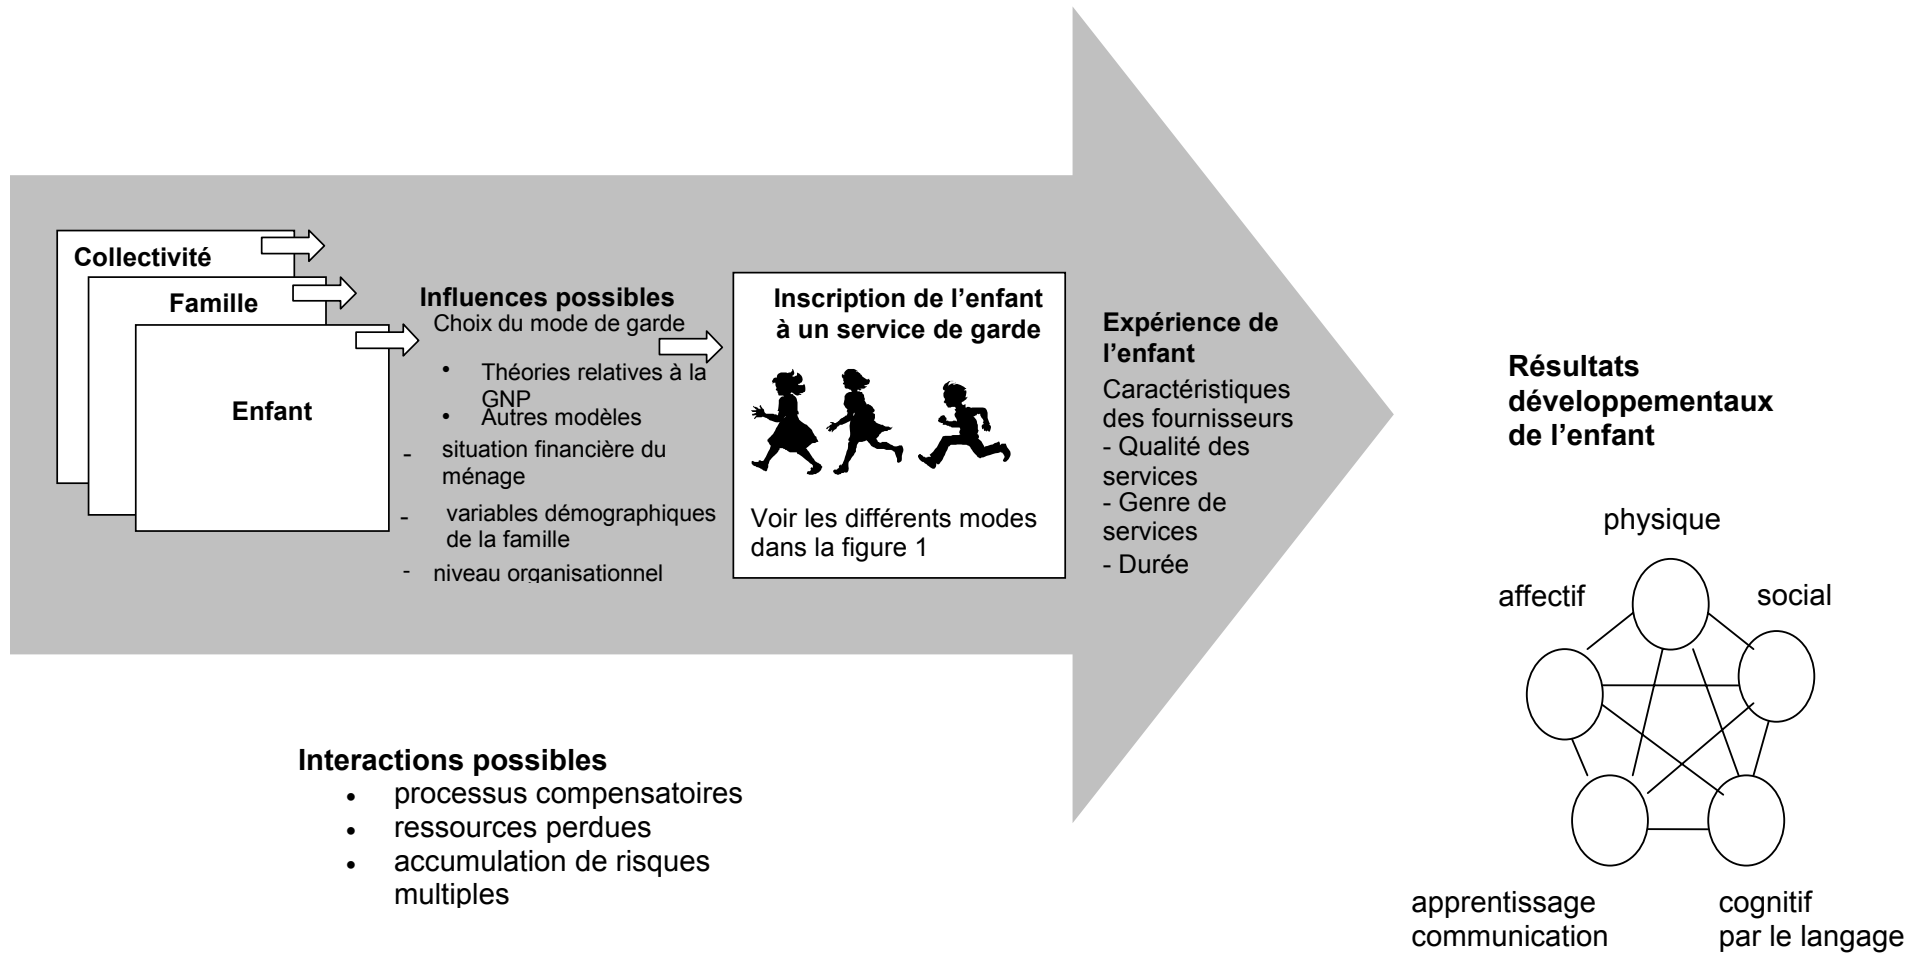 Collectivité
Famille
Enfant
Influences possibles
Choix du mode de garde
• Théories relatives à la
GNP
• Autres modèles
- situation financière du
ménage
- variables démographiques
de la famille
- niveau organisationnel
Inscription de l’enfant
à un service de garde
Voir les différents modes
dans la figure 1
Expérience de
l’enfant
Caractéristiques
des fournisseurs
- Qualité des
services
- Genre de
services
- Durée
Résultats
développementaux
de l’enfant
physique
affectif
social
apprentissage
communication
cognitif
par le langage
Interactions possibles
• processus compensatoires
• ressources perdues
• accumulation de risques
multiples